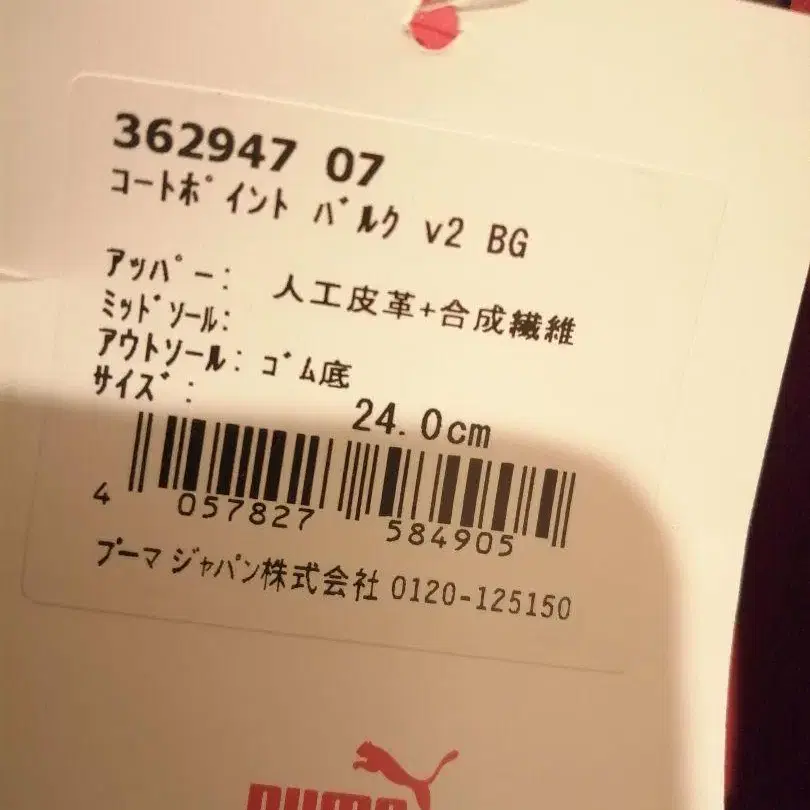 362947 07
コートポイント バルク v2 BG
アッパー: 人工皮革+合成繊維
ミッドソール:
アウトソール: ゴム底
サイズ:
24.0cm
4 057827 584905
プーマ ジャパン株式会社 0120-125150
PUMA